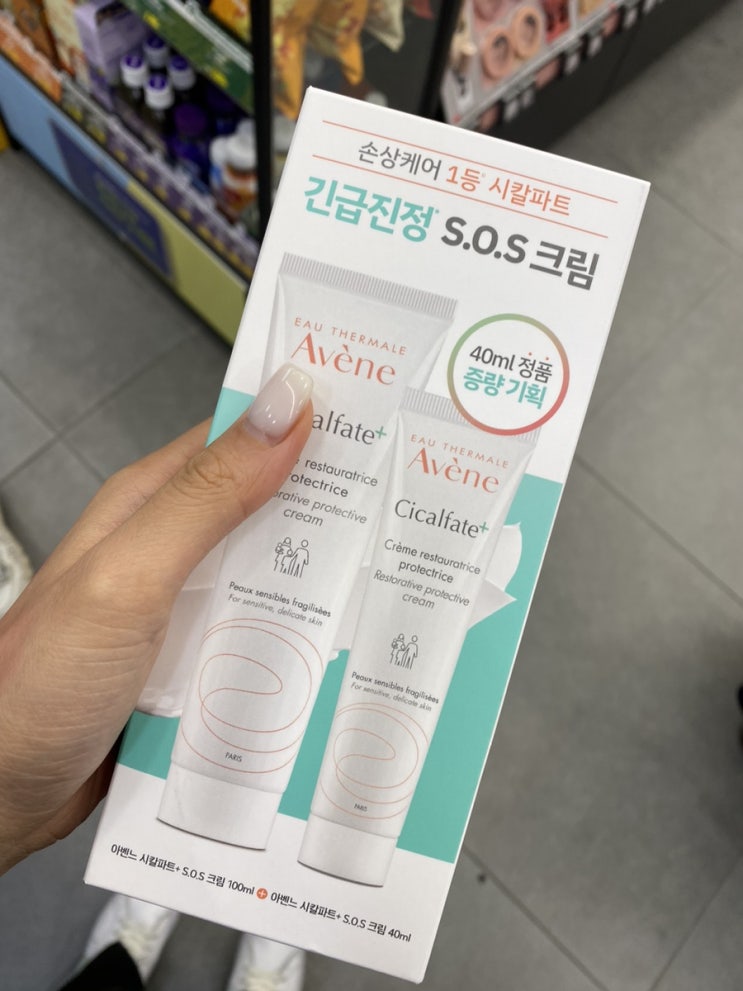 손상케어 1등* 시칼파트
긴급진정* S.O.S 크림
40ml 정품
증량 기획
EAU THERMALE
Avène
alfate+
restauratrice
otectrice
orative protective
cream
Peaux sensibles fragilisées
For sensitive, delicate skin
PARIS
EAU THERMALE
Avène
Cicalfate+
Crème restauratrice
protectrice
Restorative protective
cream
Peaux sensibles fragilisées
For sensitive, delicate skin
PARIS
아벤느 시칼파트+ S.O.S 크림 100ml + 아벤느 시칼파트+ S.O.S 크림 40ml